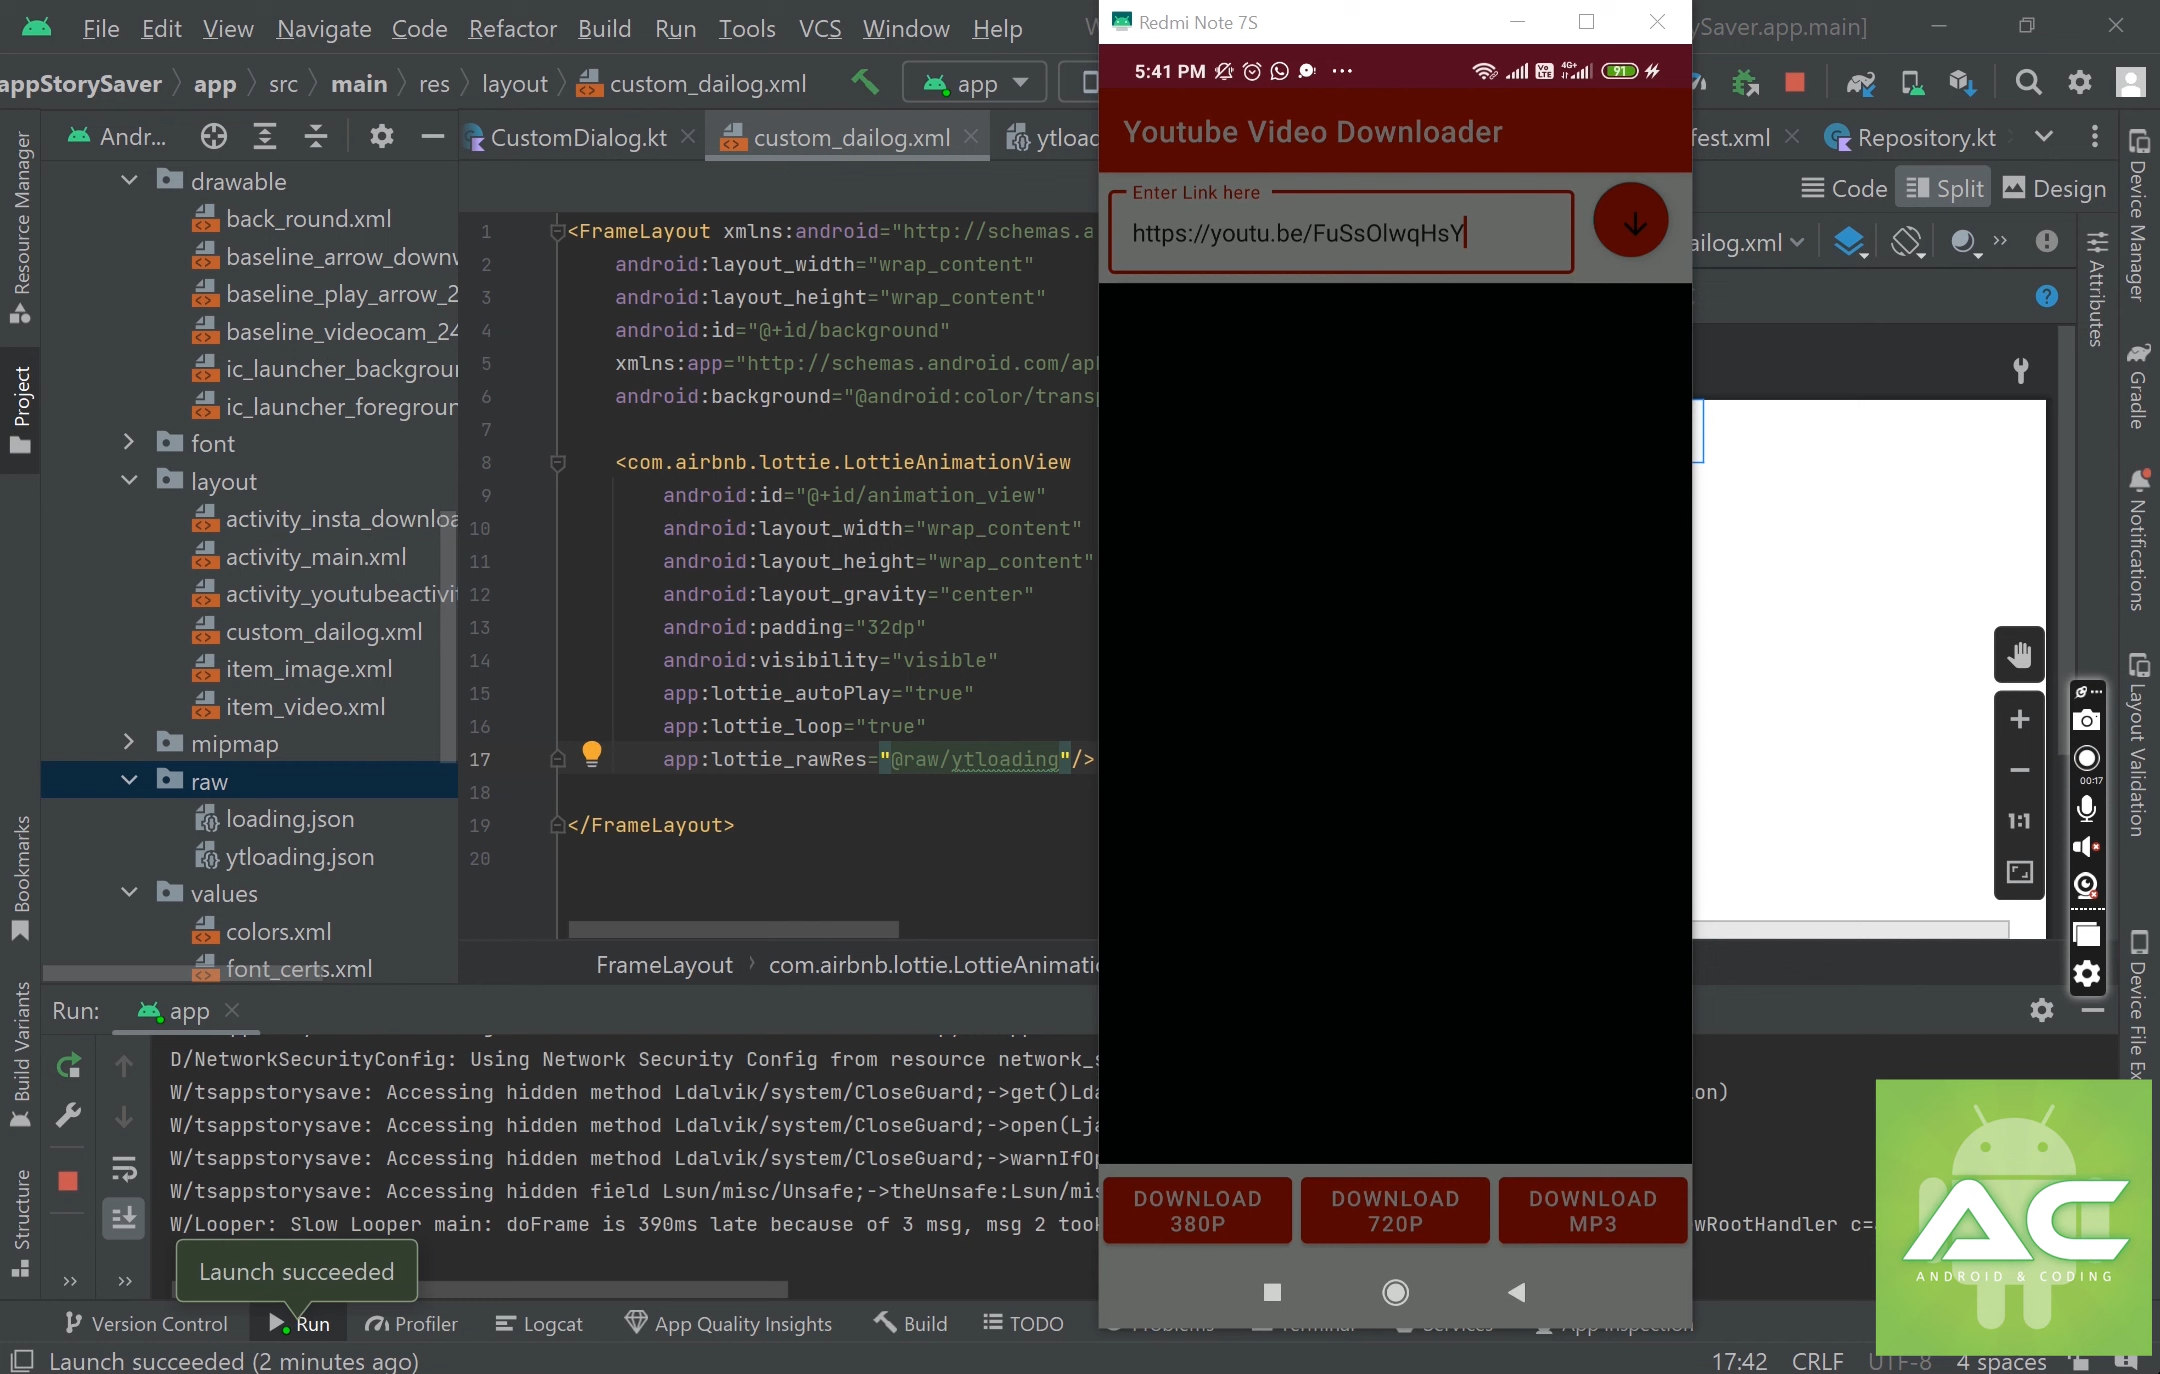 File Edit View Navigate Code Refactor Build Run Tools VCS Window Help
Redmi Note 7S
Saver.app.main]
appStorySaver app src main res layout custom_dailog.xml
app
5:41 PM
91
Andr...
CustomDialog.kt
custom_dailog.xml
ytload
Youtube Video Downloader
fest.xml
Repository.kt
Code
Split
Design
ailog.xml
Enter Link here
https://youtu.be/FuSsOlwqHsY
Resource Manager
Project
Bookmarks
Build Variants
Structure
drawable
back_round.xml
baseline_arrow_down
baseline_play_arrow_2
baseline_videocam_24
ic_launcher_backgrou
ic_launcher_foregrour
font
layout
activity_insta_downloa
activity_main.xml
activity_youtubeactivi
custom_dailog.xml
item_image.xml
item_video.xml
mipmap
raw
loading.json
ytloading.json
values
colors.xml
font_certs.xml
1 <FrameLayout xmlns:android="http://schemas.a
2 android:layout_width="wrap_content"
3 android:layout_height="wrap_content"
4 android:id="@+id/background"
5 xmlns:app="http://schemas.android.com/ap
6 android:background="@android:color/trans
7
8 <com.airbnb.lottie.LottieAnimationView
9 android:id="@+id/animation_view"
10 android:layout_width="wrap_content"
11 android:layout_height="wrap_content"
12 android:layout_gravity="center"
13 android:padding="32dp"
14 android:visibility="visible"
15 app:lottie_autoPlay="true"
16 app:lottie_loop="true"
17 app:lottie_rawRes="@raw/ytloading"/>
18
19 </FrameLayout>
20
FrameLayout com.airbnb.lottie.LottieAnimati
Device Manager
Attributes
Gradle
Notifications
Layout Validation
Device File Ex
1:1
00:17
Run: app
D/NetworkSecurityConfig: Using Network Security Config from resource network_s
W/tsappstorysave: Accessing hidden method Ldalvik/system/CloseGuard;->get()Lda
on)
W/tsappstorysave: Accessing hidden method Ldalvik/system/CloseGuard;->open(Lja
W/tsappstorysave: Accessing hidden method Ldalvik/system/CloseGuard;->warnIfOp
W/tsappstorysave: Accessing hidden field Lsun/misc/Unsafe;->theUnsafe:Lsun/mis
W/Looper: Slow Looper main: doFrame is 390ms late because of 3 msg, msg 2 took
wRootHandler c=
DOWNLOAD 380P
DOWNLOAD 720P
DOWNLOAD MP3
AC
ANDROID & CODING
Launch succeeded
Version Control Run Profiler Logcat App Quality Insights Build TODO
Launch succeeded (2 minutes ago)
17:42 CRLF UTF-8 4 spaces